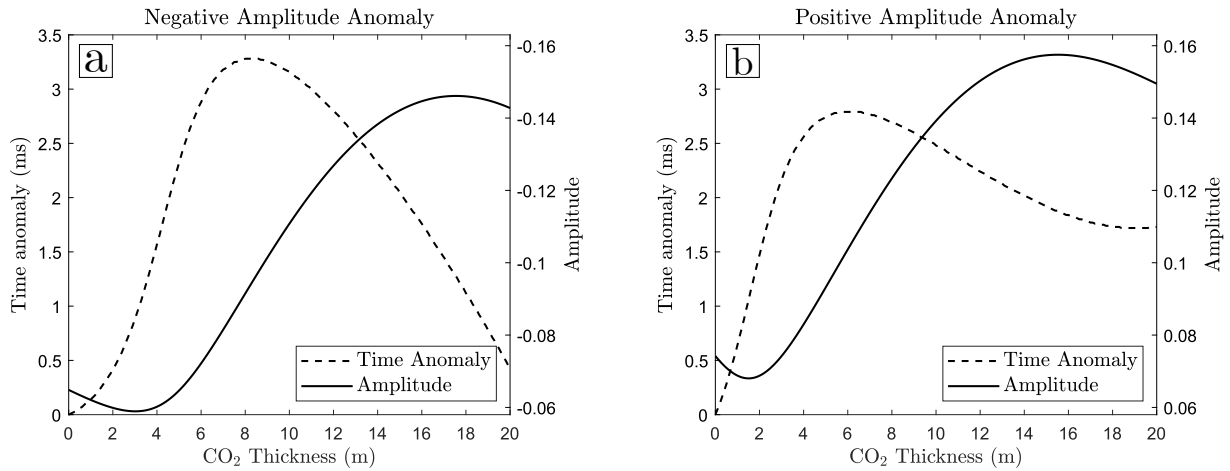 Negative Amplitude Anomaly
a
3.5
3
2.5
2
1.5
1
0.5
0
Time anomaly (ms)
-0.16
-0.14
-0.12
-0.1
-0.08
-0.06
Amplitude
Time Anomaly
Amplitude
0 2 4 6 8 10 12 14 16 18 20
CO₂ Thickness (m)
Positive Amplitude Anomaly
b
3.5
3
2.5
2
1.5
1
0.5
0
Time anomaly (ms)
0.16
0.14
0.12
0.1
0.08
0.06
Amplitude
Time Anomaly
Amplitude
0 2 4 6 8 10 12 14 16 18 20
CO₂ Thickness (m)